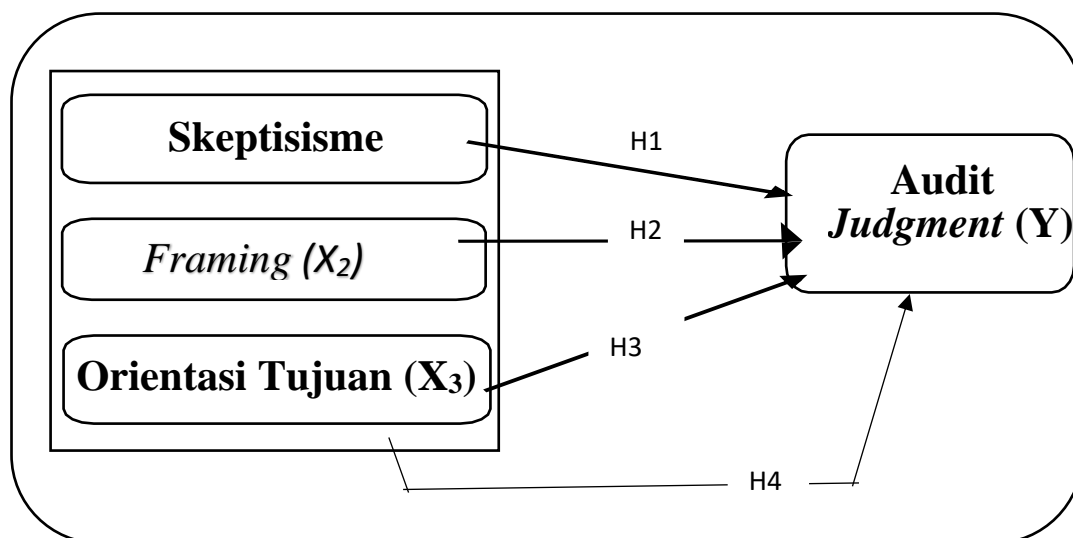 Skeptisisme
H1
Audit
Judgment (Y)
Framing (X₂)
H2
Orientasi Tujuan (X₃)
H3
H4